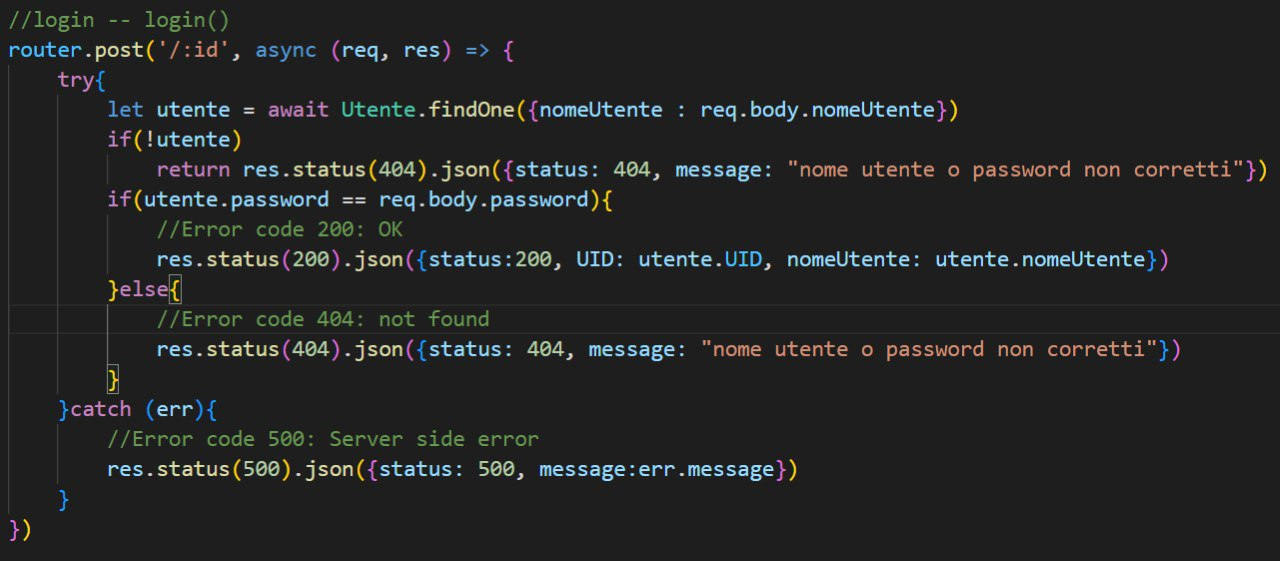 //login -- login()
router.post('/:id', async (req, res) => {
    try{
        let utente = await Utente.findOne({nomeUtente : req.body.nomeUtente})
        if(!utente)
            return res.status(404).json({status: 404, message: "nome utente o password non corretti"})
        if(utente.password == req.body.password){
            //Error code 200: OK
            res.status(200).json({status:200, UID: utente.UID, nomeUtente: utente.nomeUtente})
        }else{
            //Error code 404: not found
            res.status(404).json({status: 404, message: "nome utente o password non corretti"})
        }
    }catch (err){
        //Error code 500: Server side error
        res.status(500).json({status: 500, message:err.message})
    }
})